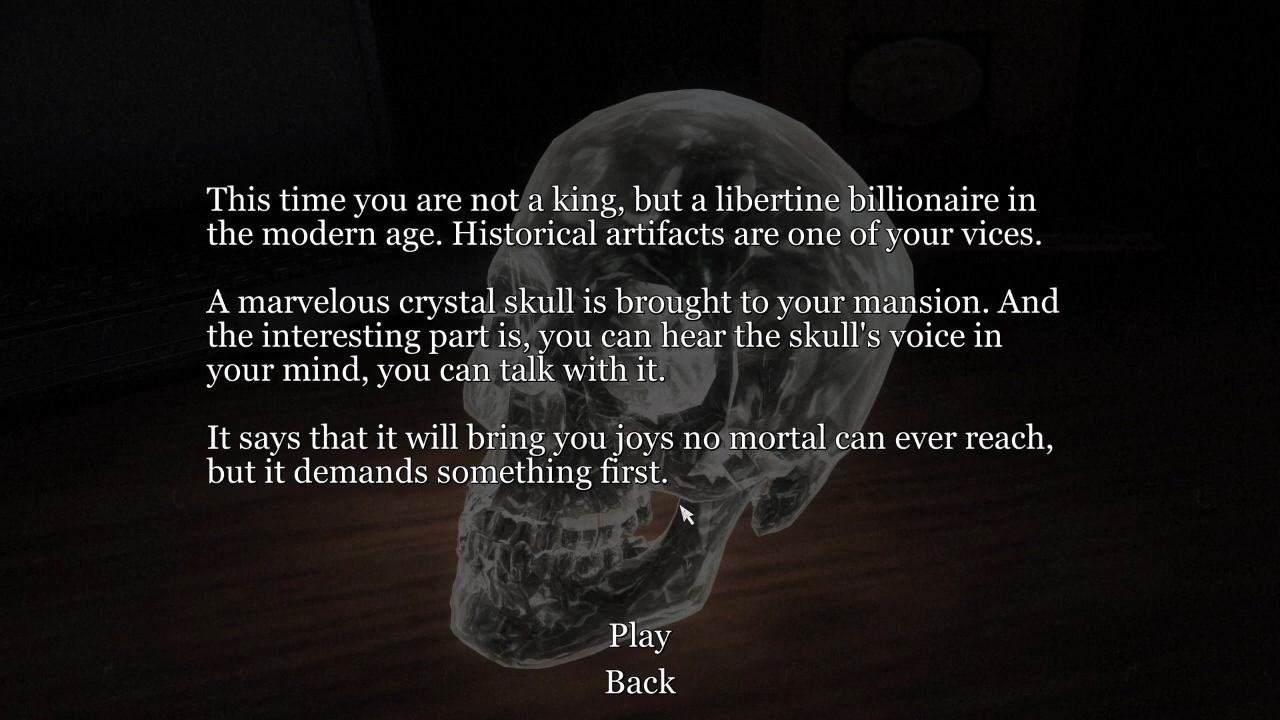 This time you are not a king, but a libertine billionaire in
the modern age. Historical artifacts are one of your vices.
A marvelous crystal skull is brought to your mansion. And
the interesting part is, you can hear the skull's voice in
your mind, you can talk with it.
It says that it will bring you joys no mortal can ever reach,
but it demands something first.
Play
Back